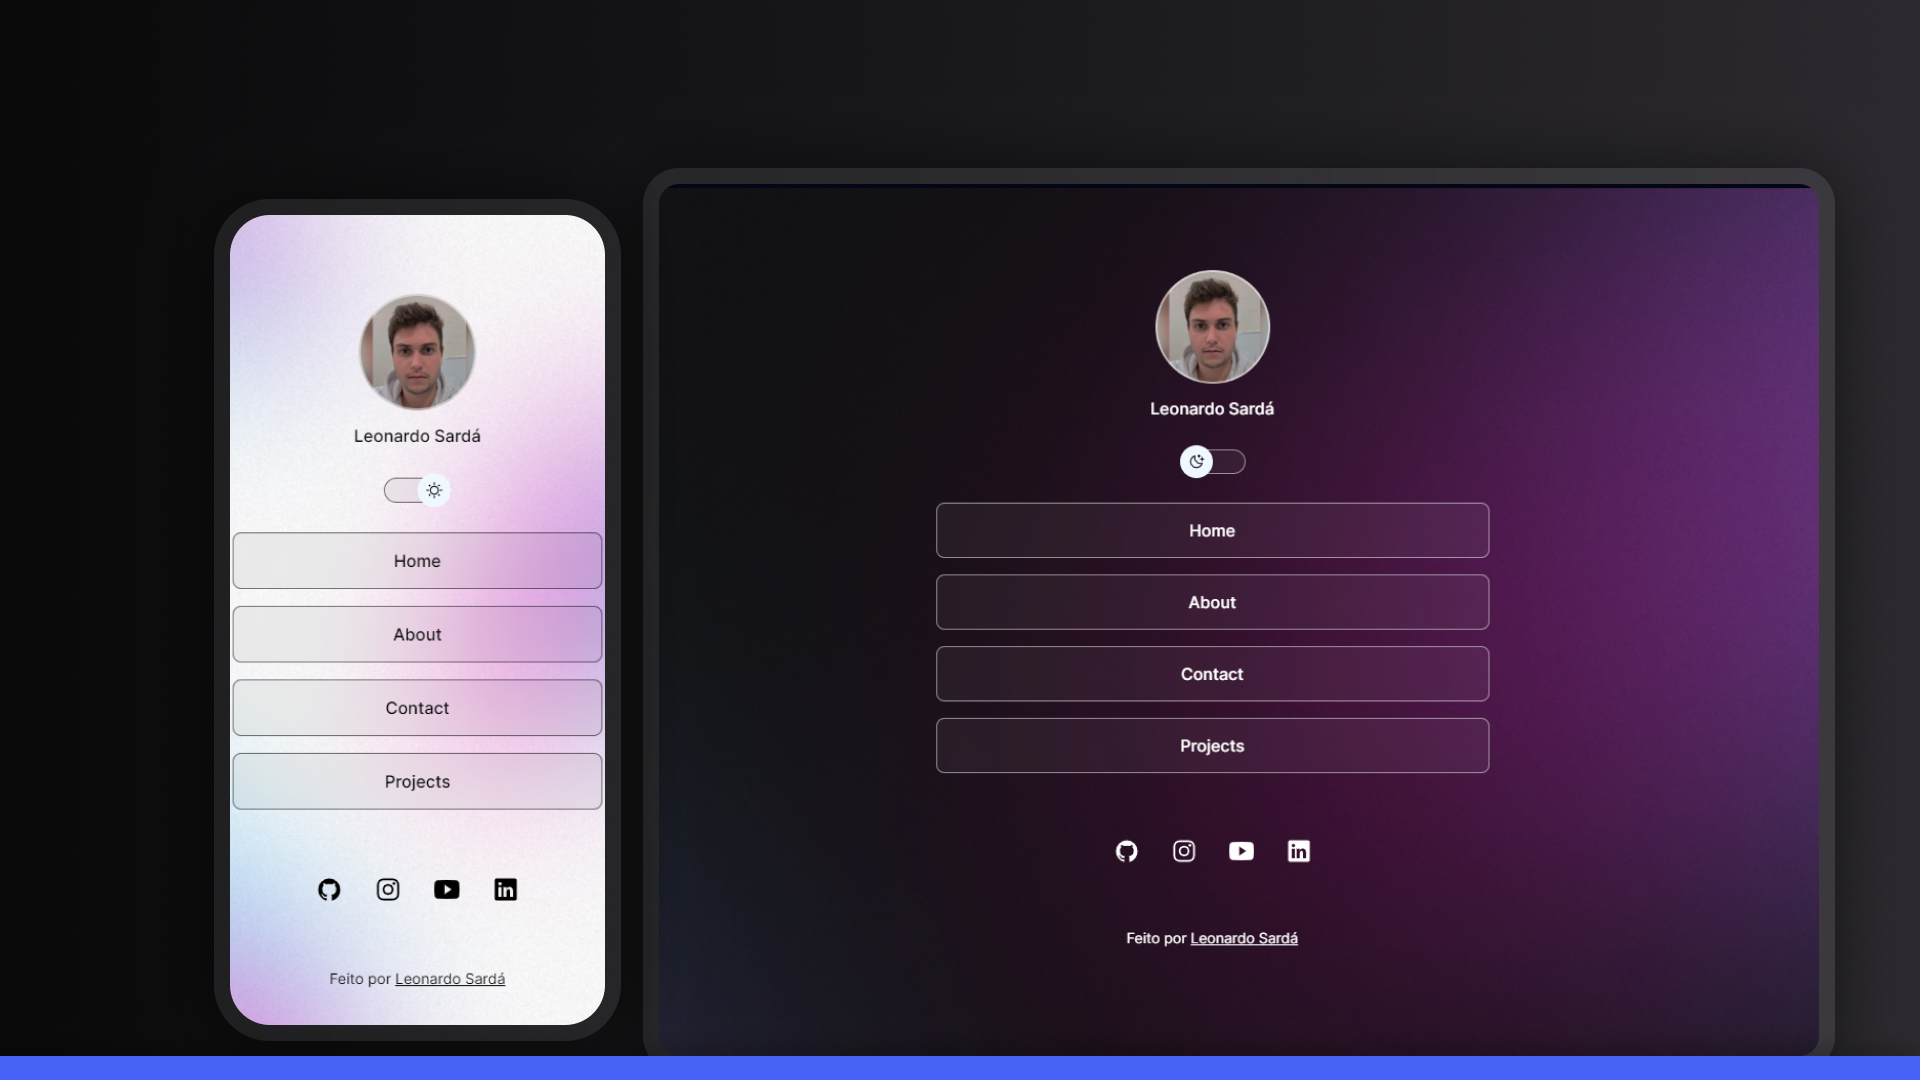 Leonardo Sardá
Home
About
Contact
Projects
Feito por Leonardo Sardá
Leonardo Sardá
Home
About
Contact
Projects
Feito por Leonardo Sardá